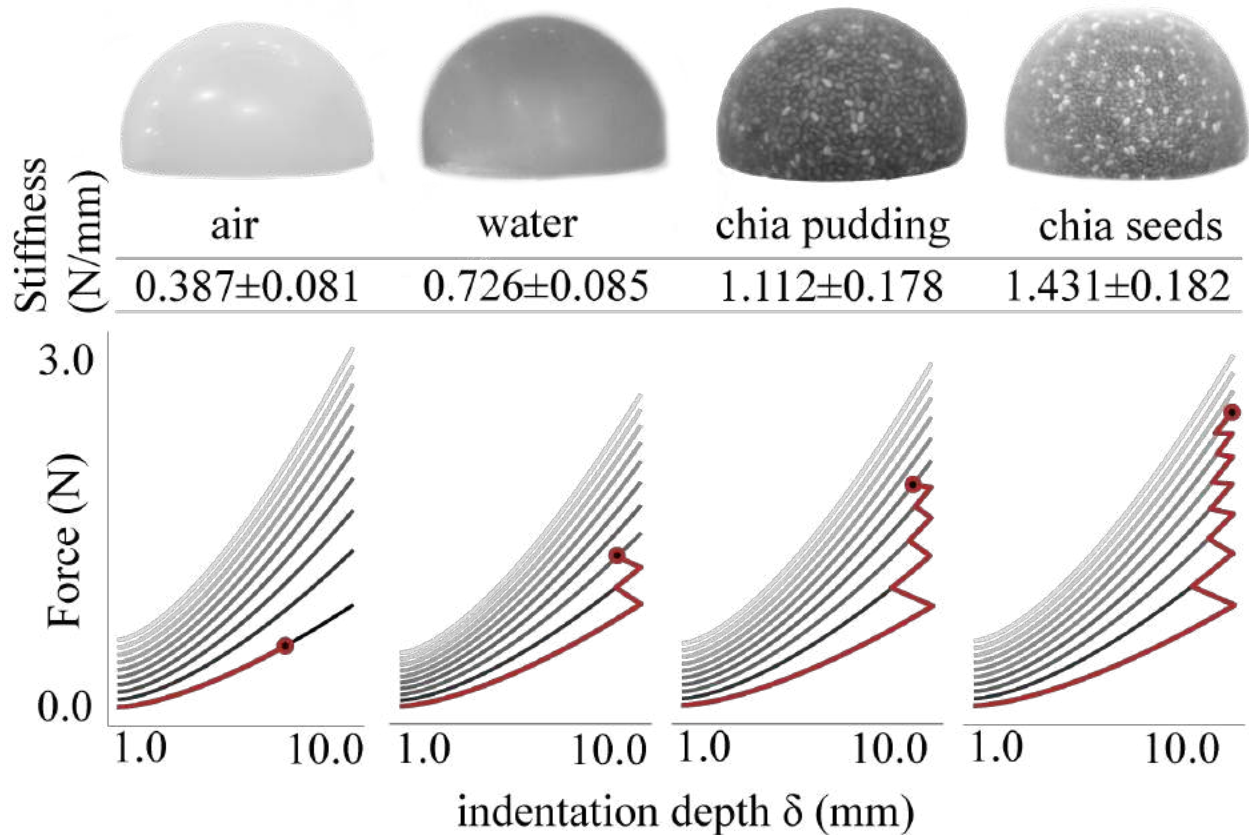 air
water
chia pudding
chia seeds
Stiffness
(N/mm)
0.387±0.081
0.726±0.085
1.112±0.178
1.431±0.182
Force (N)
3.0
0.0
1.0 10.0
1.0 10.0
1.0 10.0
1.0 10.0
indentation depth δ (mm)